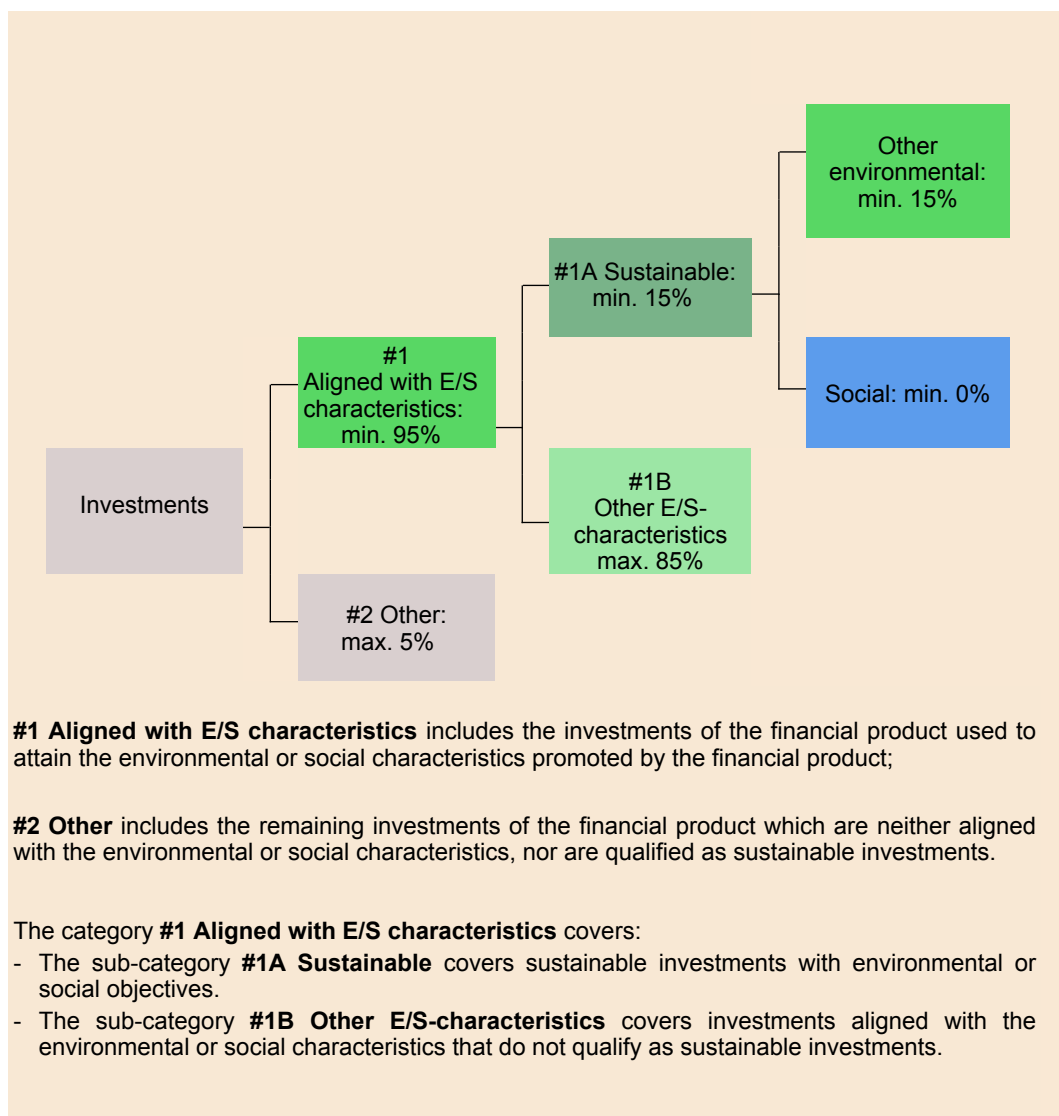 Other
environmental:
min. 15%
#1A Sustainable:
min. 15%
#1
Aligned with E/S
characteristics:
min. 95%
Social: min. 0%
Investments
#1B
Other E/S-
characteristics
max. 85%
#2 Other:
max. 5%
#1 Aligned with E/S characteristics includes the investments of the financial product used to
attain the environmental or social characteristics promoted by the financial product;
#2 Other includes the remaining investments of the financial product which are neither aligned
with the environmental or social characteristics, nor are qualified as sustainable investments.
The category #1 Aligned with E/S characteristics covers:
- The sub-category #1A Sustainable covers sustainable investments with environmental or
social objectives.
- The sub-category #1B Other E/S-characteristics covers investments aligned with the
environmental or social characteristics that do not qualify as sustainable investments.